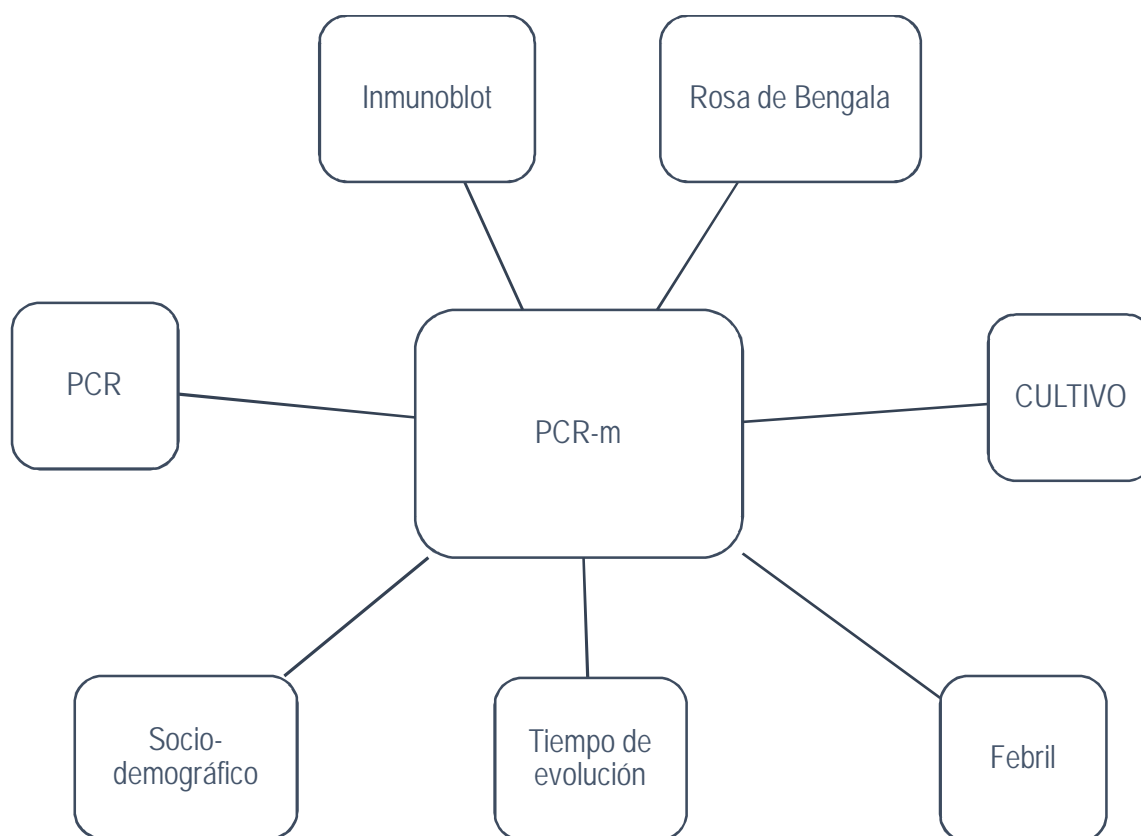 Inmunoblot
Rosa de Bengala
PCR
PCR-m
CULTIVO
Socio-
demográfico
Tiempo de
evolución
Febril